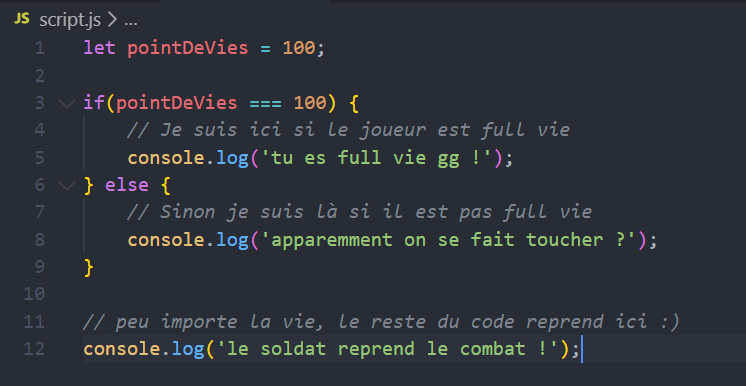 JS script.js > ...
1 let pointDeVies = 100;
2
3 if(pointDeVies === 100) {
4 // Je suis ici si le joueur est full vie
5 console.log('tu es full vie gg !');
6 } else {
7 // Sinon je suis là si il est pas full vie
8 console.log('apparemment on se fait toucher ?');
9 }
10
11 // peu importe la vie, le reste du code reprend ici :)
12 console.log('le soldat reprend le combat !');